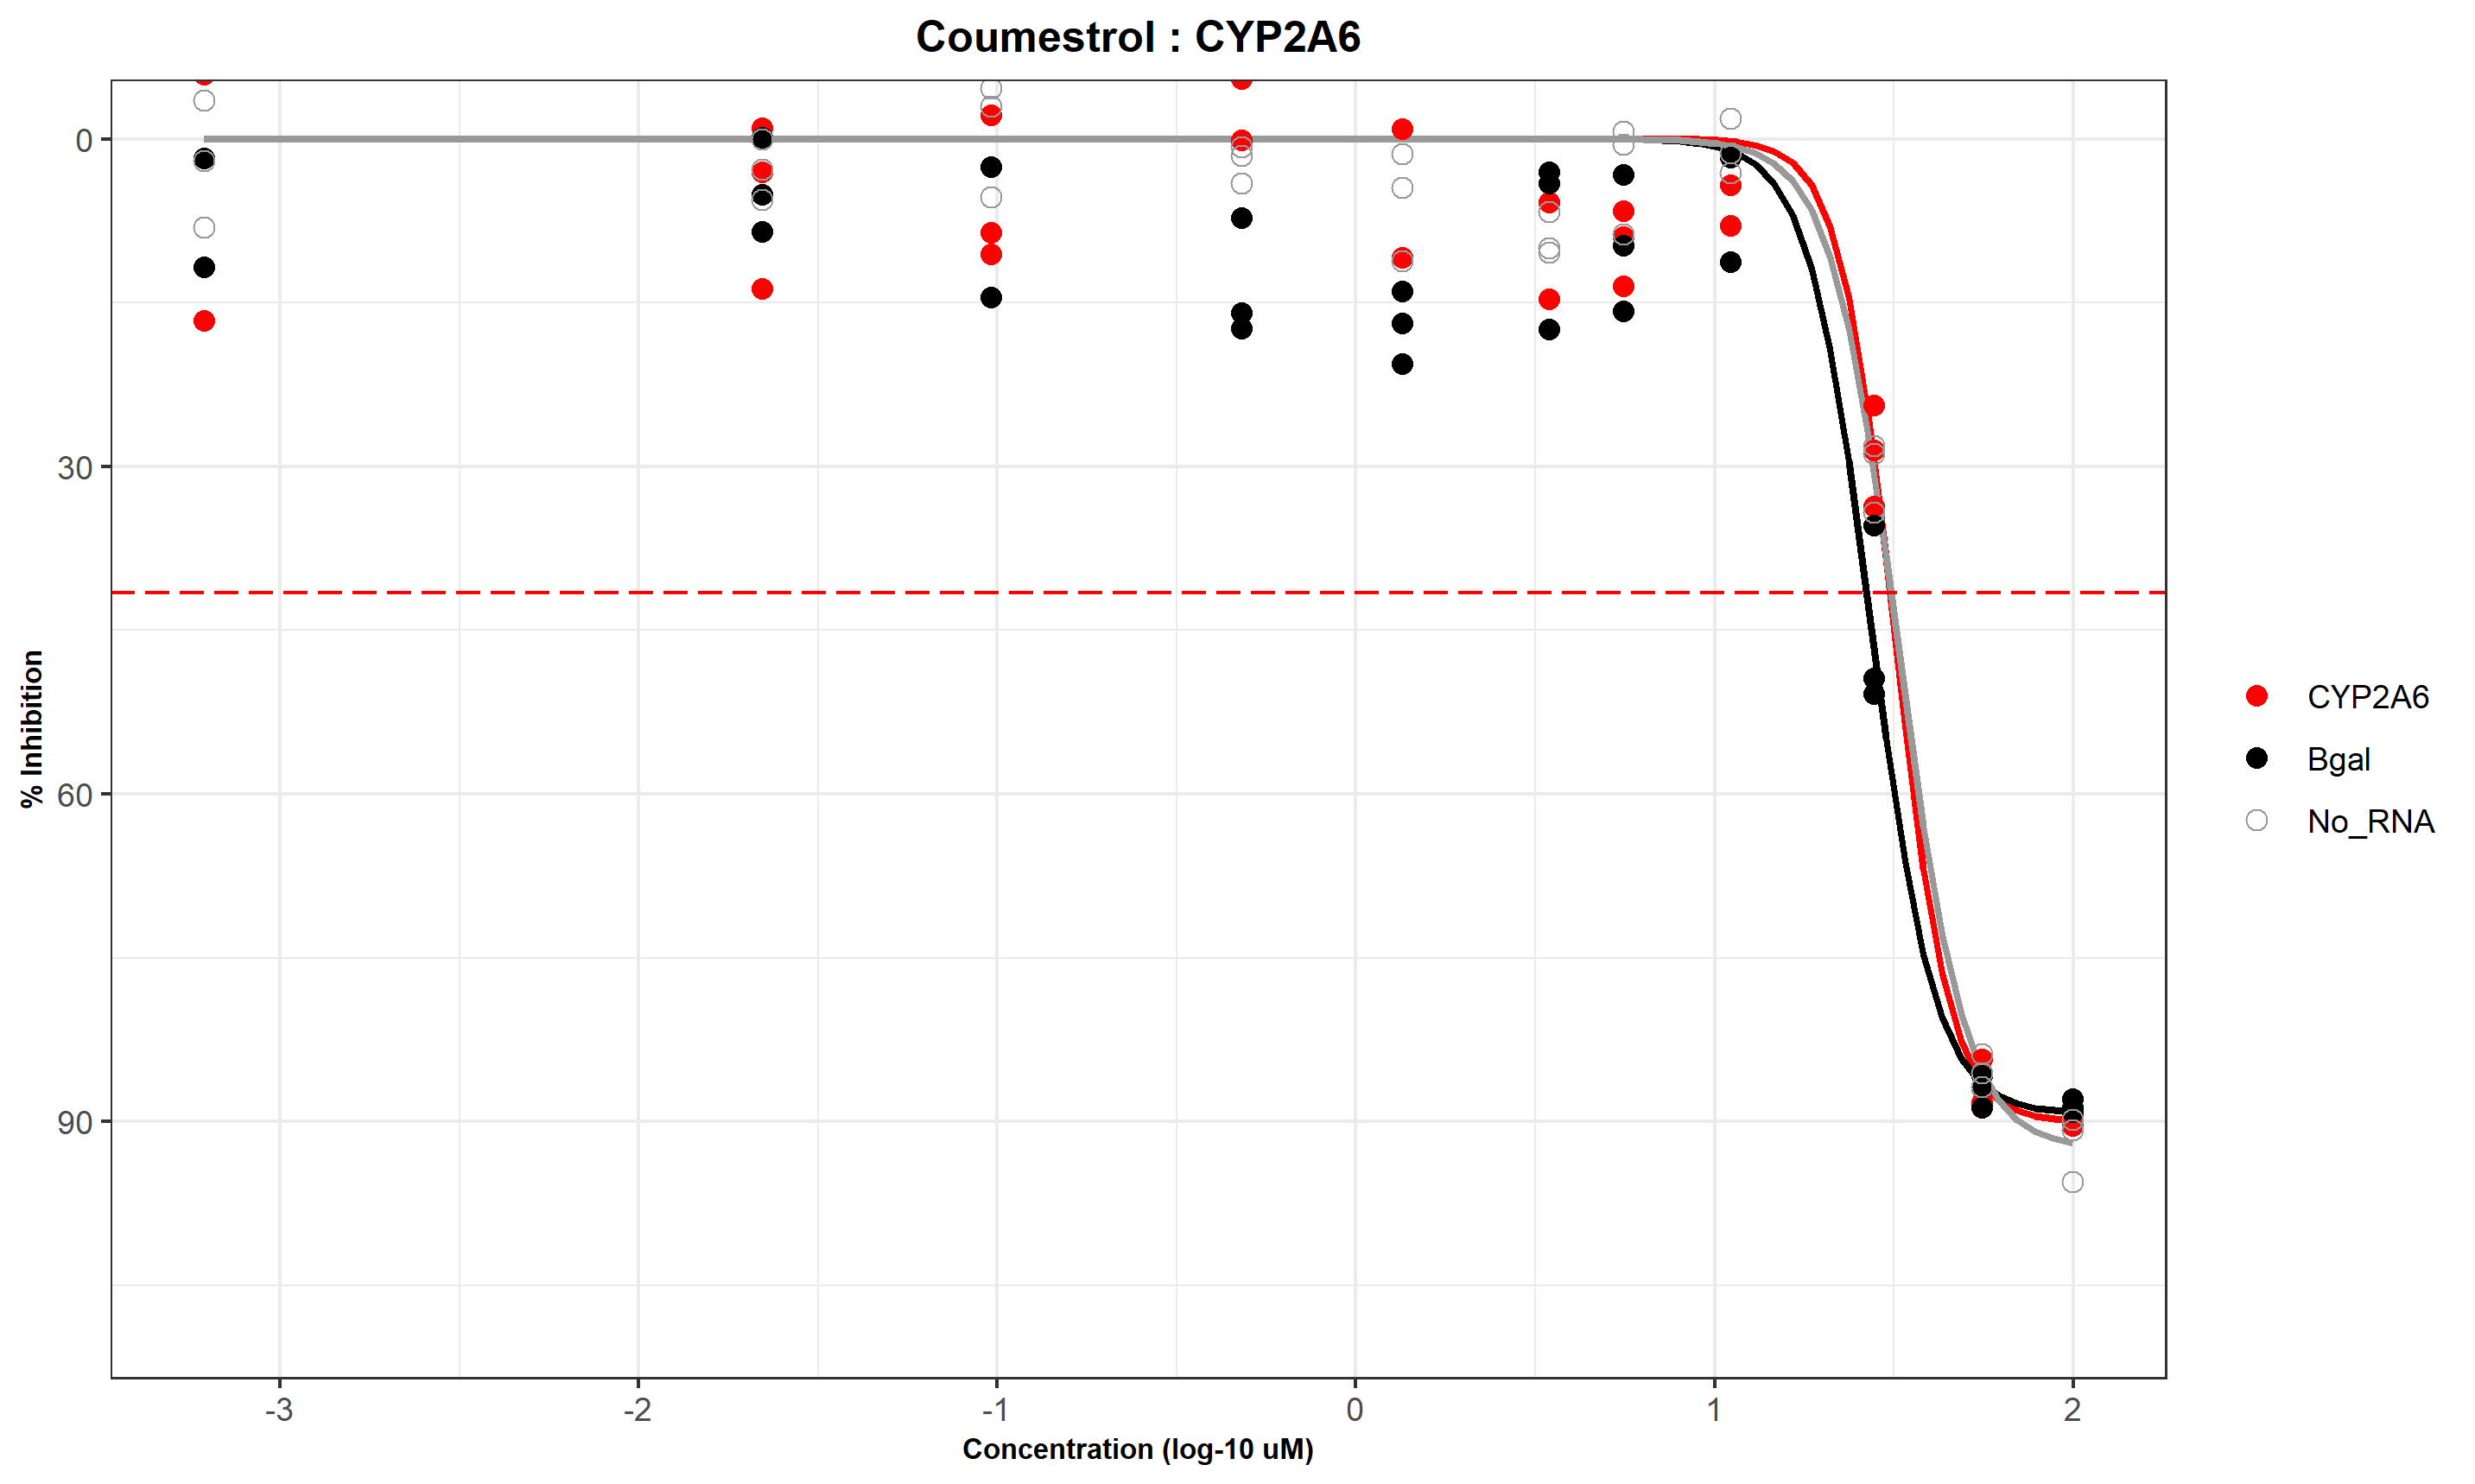 Coumestrol : CYP2A6
% Inhibition
0
30
60
90
-3
-2
-1
0
1
2
Concentration (log-10 uM)
CYP2A6
Bgal
No_RNA